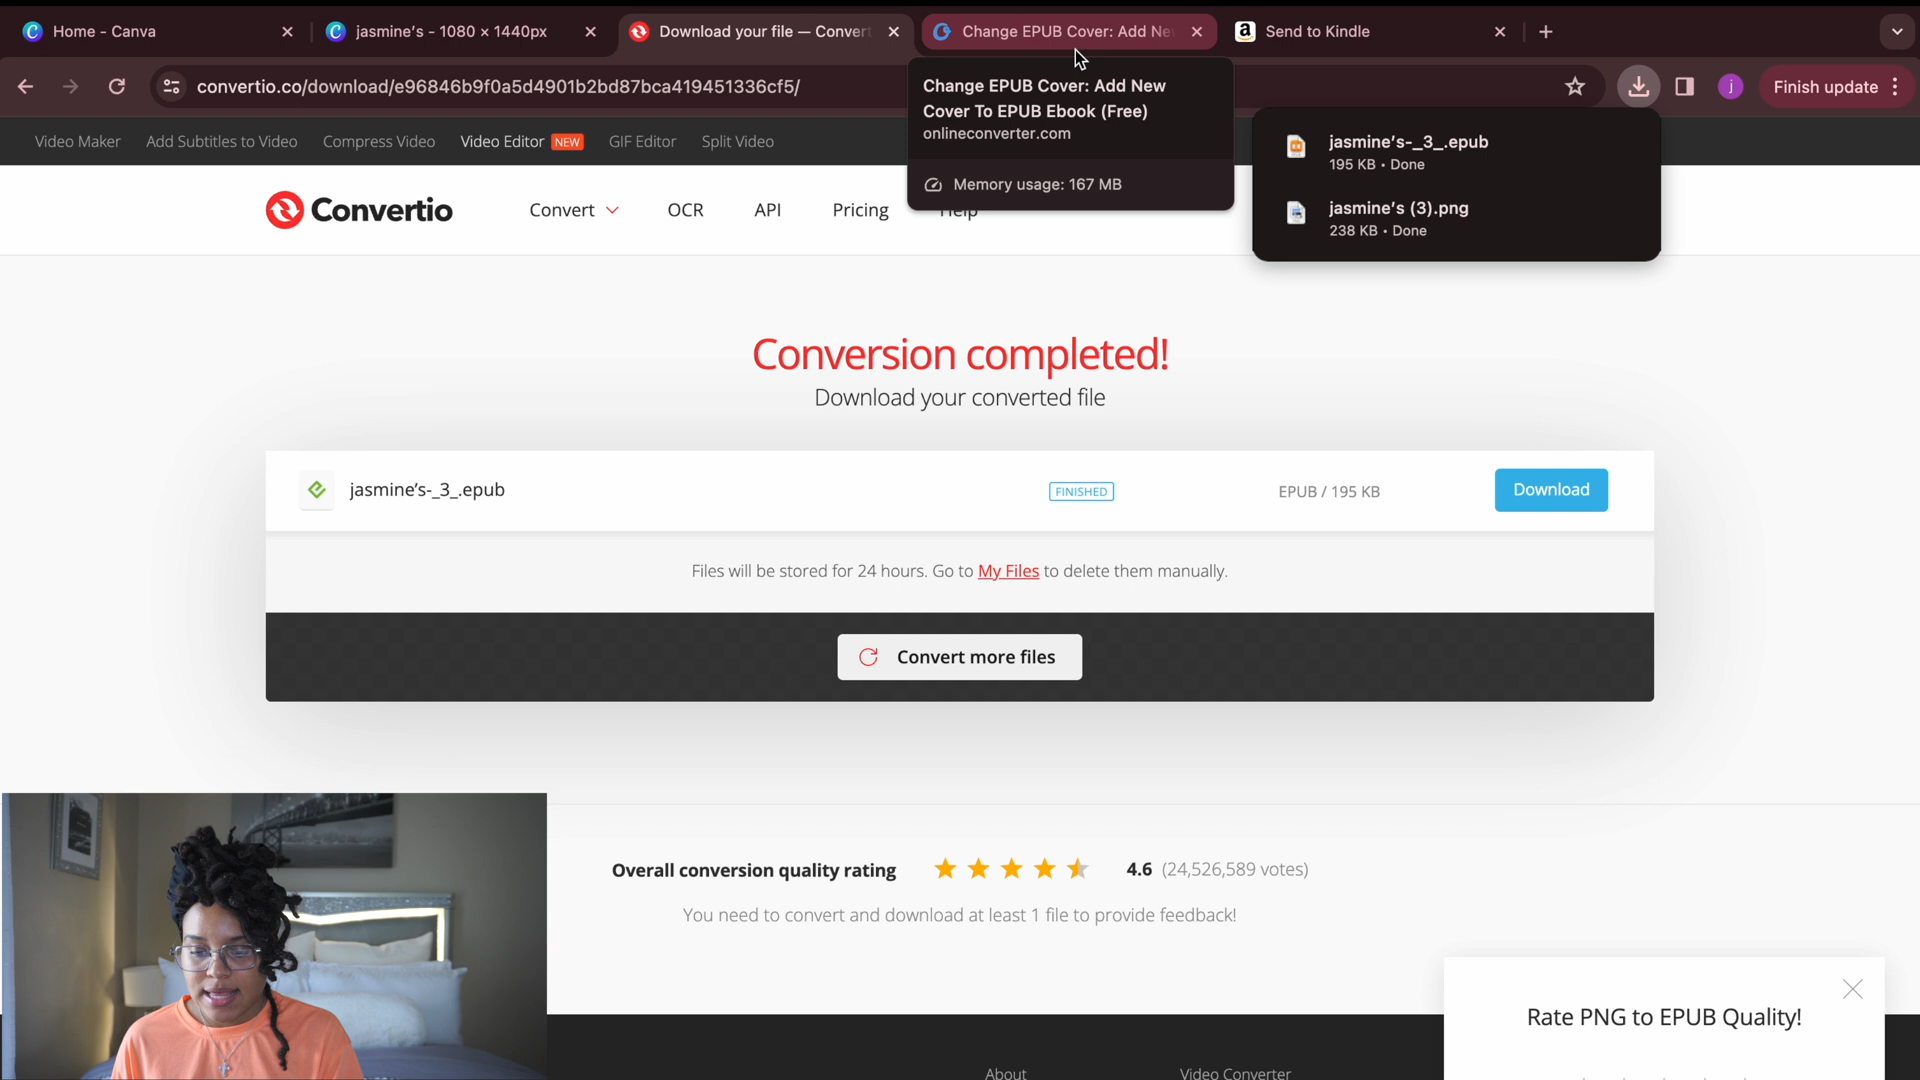 Home - Canva
jasmine's - 1080 × 1440px
Download your file — Convert
Change EPUB Cover: Add Ne
Send to Kindle
convertio.co/download/e96846b9f0a5d4901b2bd87bca419451336cf5/
Finish update
Change EPUB Cover: Add New
Cover To EPUB Ebook (Free)
onlineconverter.com
Memory usage: 167 MB
jasmine's-_3_.epub
195 KB • Done
jasmine's (3).png
238 KB • Done
Video Maker
Add Subtitles to Video
Compress Video
Video Editor NEW
GIF Editor
Split Video
Convertio
Convert
OCR
API
Pricing
Help
Conversion completed!
Download your converted file
jasmine's-_3_.epub
FINISHED
EPUB / 195 KB
Download
Files will be stored for 24 hours. Go to My Files to delete them manually.
Convert more files
Overall conversion quality rating
4.6 (24,526,589 votes)
You need to convert and download at least 1 file to provide feedback!
Rate PNG to EPUB Quality!
About
Video Converter